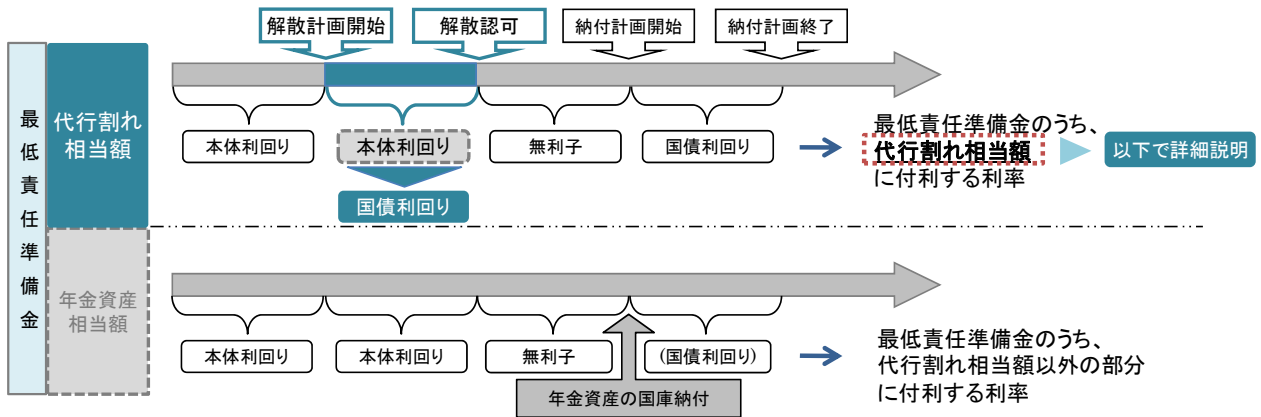 解散計画開始
解散認可
納付計画開始
納付計画終了
最低責任準備金
代行割れ
相当額
本体利回り
本体利回り
無利子
国債利回り
国債利回り
最低責任準備金のうち、
代行割れ相当額
に付利する利率
以下で詳細説明
年金資産
相当額
本体利回り
本体利回り
無利子
(国債利回り)
年金資産の国庫納付
最低責任準備金のうち、
代行割れ相当額以外の部分
に付利する利率